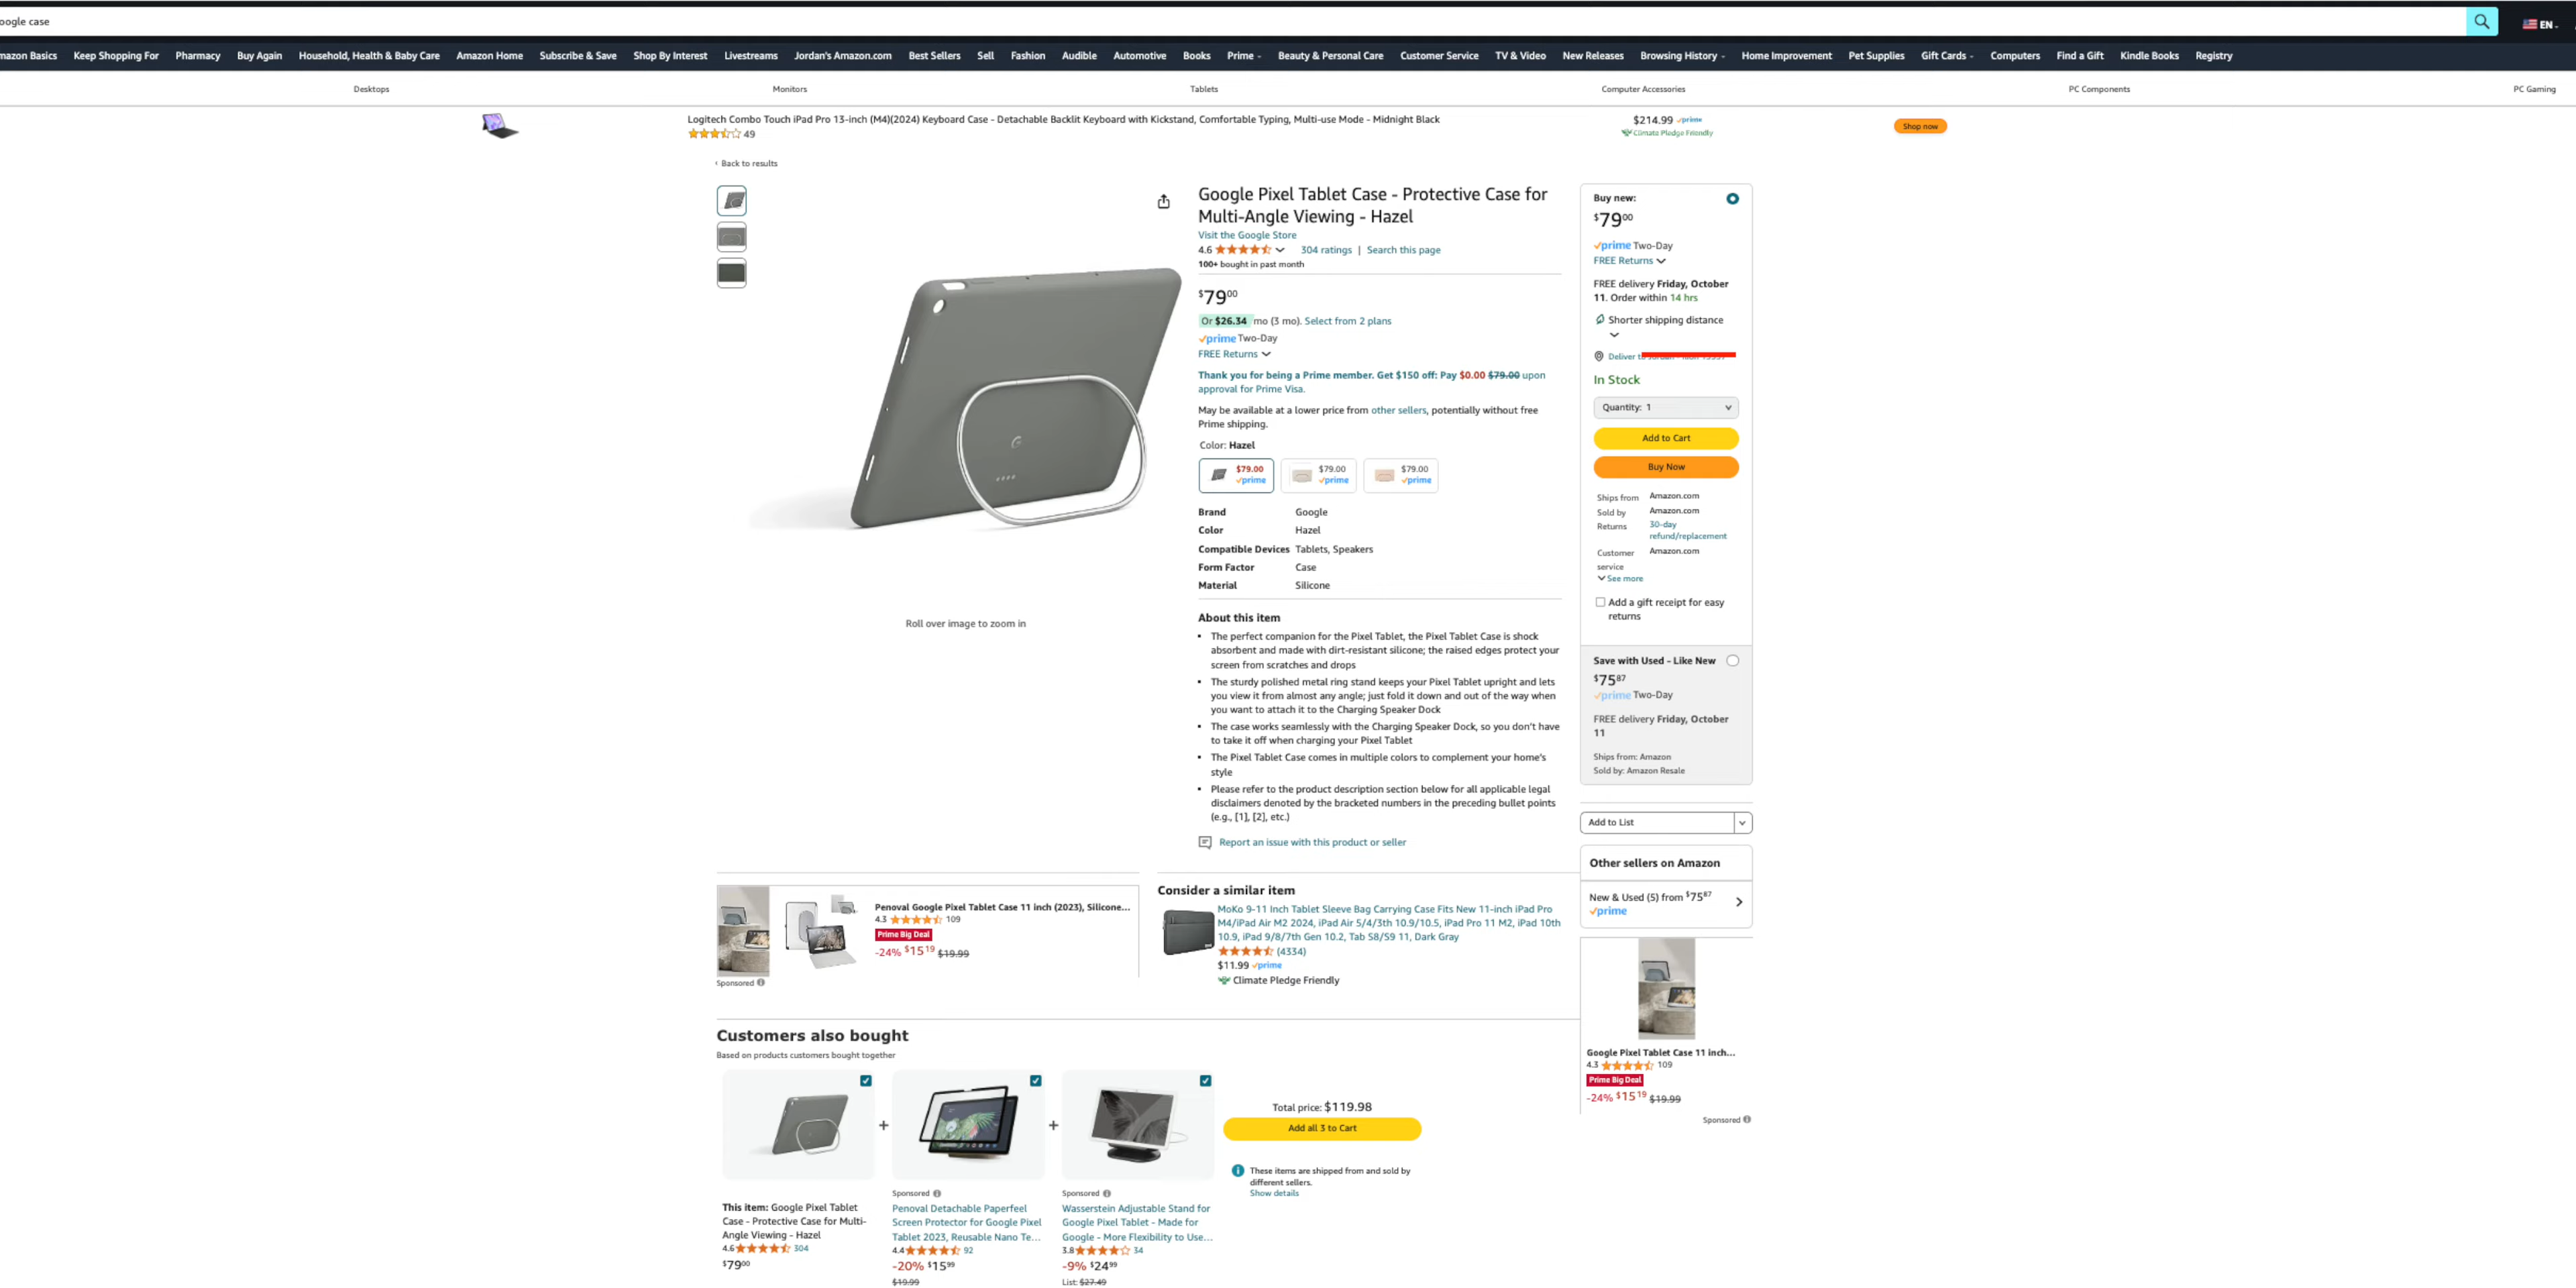 oogle case
EN
mazon Basics Keep Shopping For Pharmacy Buy Again Household, Health & Baby Care Amazon Home Subscribe & Save Shop By Interest Livestreams Jordan's Amazon.com Best Sellers Sell Fashion Audible Automotive Books Prime Beauty & Personal Care Customer Service TV & Video New Releases Browsing History Home Improvement Pet Supplies Gift Cards Computers Find a Gift Kindle Books Registry
Desktops Monitors Tablets Computer Accessories PC Components PC Gaming
Logitech Combo Touch iPad Pro 13-inch (M4)(2024) Keyboard Case - Detachable Backlit Keyboard with Kickstand, Comfortable Typing, Multi-use Mode - Midnight Black
49
$214.99 prime
Climate Pledge Friendly
Shop now
‹ Back to results
Google Pixel Tablet Case - Protective Case for
Multi-Angle Viewing - Hazel
Visit the Google Store
4.6 304 ratings | Search this page
100+ bought in past month
$7900
Or $26.34 mo (3 mo). Select from 2 plans
prime Two-Day
FREE Returns
Thank you for being a Prime member. Get $150 off: Pay $0.00 $79.00 upon
approval for Prime Visa.
May be available at a lower price from other sellers, potentially without free
Prime shipping.
Color: Hazel
$79.00 $79.00 $79.00
prime prime prime
Brand Google
Color Hazel
Compatible Devices Tablets, Speakers
Form Factor Case
Material Silicone
Roll over image to zoom in
About this item
• The perfect companion for the Pixel Tablet, the Pixel Tablet Case is shock
absorbent and made with dirt-resistant silicone; the raised edges protect your
screen from scratches and drops
• The sturdy polished metal ring stand keeps your Pixel Tablet upright and lets
you view it from almost any angle; just fold it down and out of the way when
you want to attach it to the Charging Speaker Dock
• The case works seamlessly with the Charging Speaker Dock, so you don't have
to take it off when charging your Pixel Tablet
• The Pixel Tablet Case comes in multiple colors to complement your home's
style
• Please refer to the product description section below for all applicable legal
disclaimers denoted by the bracketed numbers in the preceding bullet points
(e.g., [1], [2], etc.)
Report an issue with this product or seller
Buy new:
$7900
prime Two-Day
FREE Returns
FREE delivery Friday, October
11. Order within 14 hrs
Shorter shipping distance
Deliver
In Stock
Quantity: 1
Add to Cart
Buy Now
Ships from Amazon.com
Sold by Amazon.com
Returns 30-day
refund/replacement
Customer Amazon.com
service
See more
Add a gift receipt for easy
returns
Save with Used - Like New
$7587
prime Two-Day
FREE delivery Friday, October
11
Ships from: Amazon
Sold by: Amazon Resale
Add to List
Other sellers on Amazon
New & Used (5) from $7587
prime
Google Pixel Tablet Case 11 inch...
4.3 109
Prime Big Deal
-24% $1519 $19.99
Sponsored
Penoval Google Pixel Tablet Case 11 inch (2023), Silicone...
4.3 109
Prime Big Deal
-24% $1519 $19.99
Sponsored
Consider a similar item
MoKo 9-11 Inch Tablet Sleeve Bag Carrying Case Fits New 11-inch iPad Pro
M4/iPad Air M2 2024, iPad Air 5/4/3th 10.9/10.5, iPad Pro 11 M2, iPad 10th
10.9, iPad 9/8/7th Gen 10.2, Tab S8/S9 11, Dark Gray
(4334)
$11.99 prime
Climate Pledge Friendly
Customers also bought
Based on products customers bought together
+
+
Total price: $119.98
Add all 3 to Cart
These items are shipped from and sold by
different sellers.
Show details
This item: Google Pixel Tablet
Case - Protective Case for Multi-
Angle Viewing - Hazel
4.6 304
$7900
Sponsored
Penoval Detachable Paperfeel
Screen Protector for Google Pixel
Tablet 2023, Reusable Nano Te...
4.4 92
-20% $1599
$19.99
Sponsored
Wasserstein Adjustable Stand for
Google Pixel Tablet - Made for
Google - More Flexibility to Use...
3.8 34
-9% $2499
List: $27.49